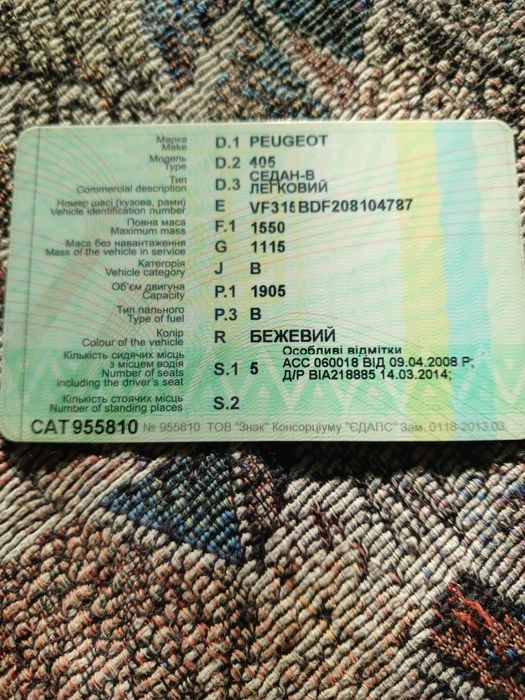 Марка D.1 PEUGEOT
Make
Модель D.2 405
Type
Тип D.3 СЕДАН-В
Commercial description ЛЕГКОВИЙ
Номер шасі (кузова, рами) E VF315BDF208104787
Vehicle identification number
Повна маса F.1 1550
Maximum mass
Маса без навантаження G 1115
Mass of the vehicle in service
Категорія J B
Vehicle category
Об'єм двигуна P.1 1905
Capacity
Тип пального P.3 B
Type of fuel
Колір R БЕЖЕВИЙ
Colour of the vehicle
Особливі відмітки
Кількість сидячих місць
з місцем водія S.1 5 АСС 060018 ВІД 09.04.2008 Р;
Number of seats Д/Р ВІА218885 14.03.2014;
including the driver's seat
Кількість стоячих місць S.2
Number of standing places
САТ 955810 № 955810 ТОВ "Знак" Консорціуму "ЄДАПС" Зам. 0118-2013.03.